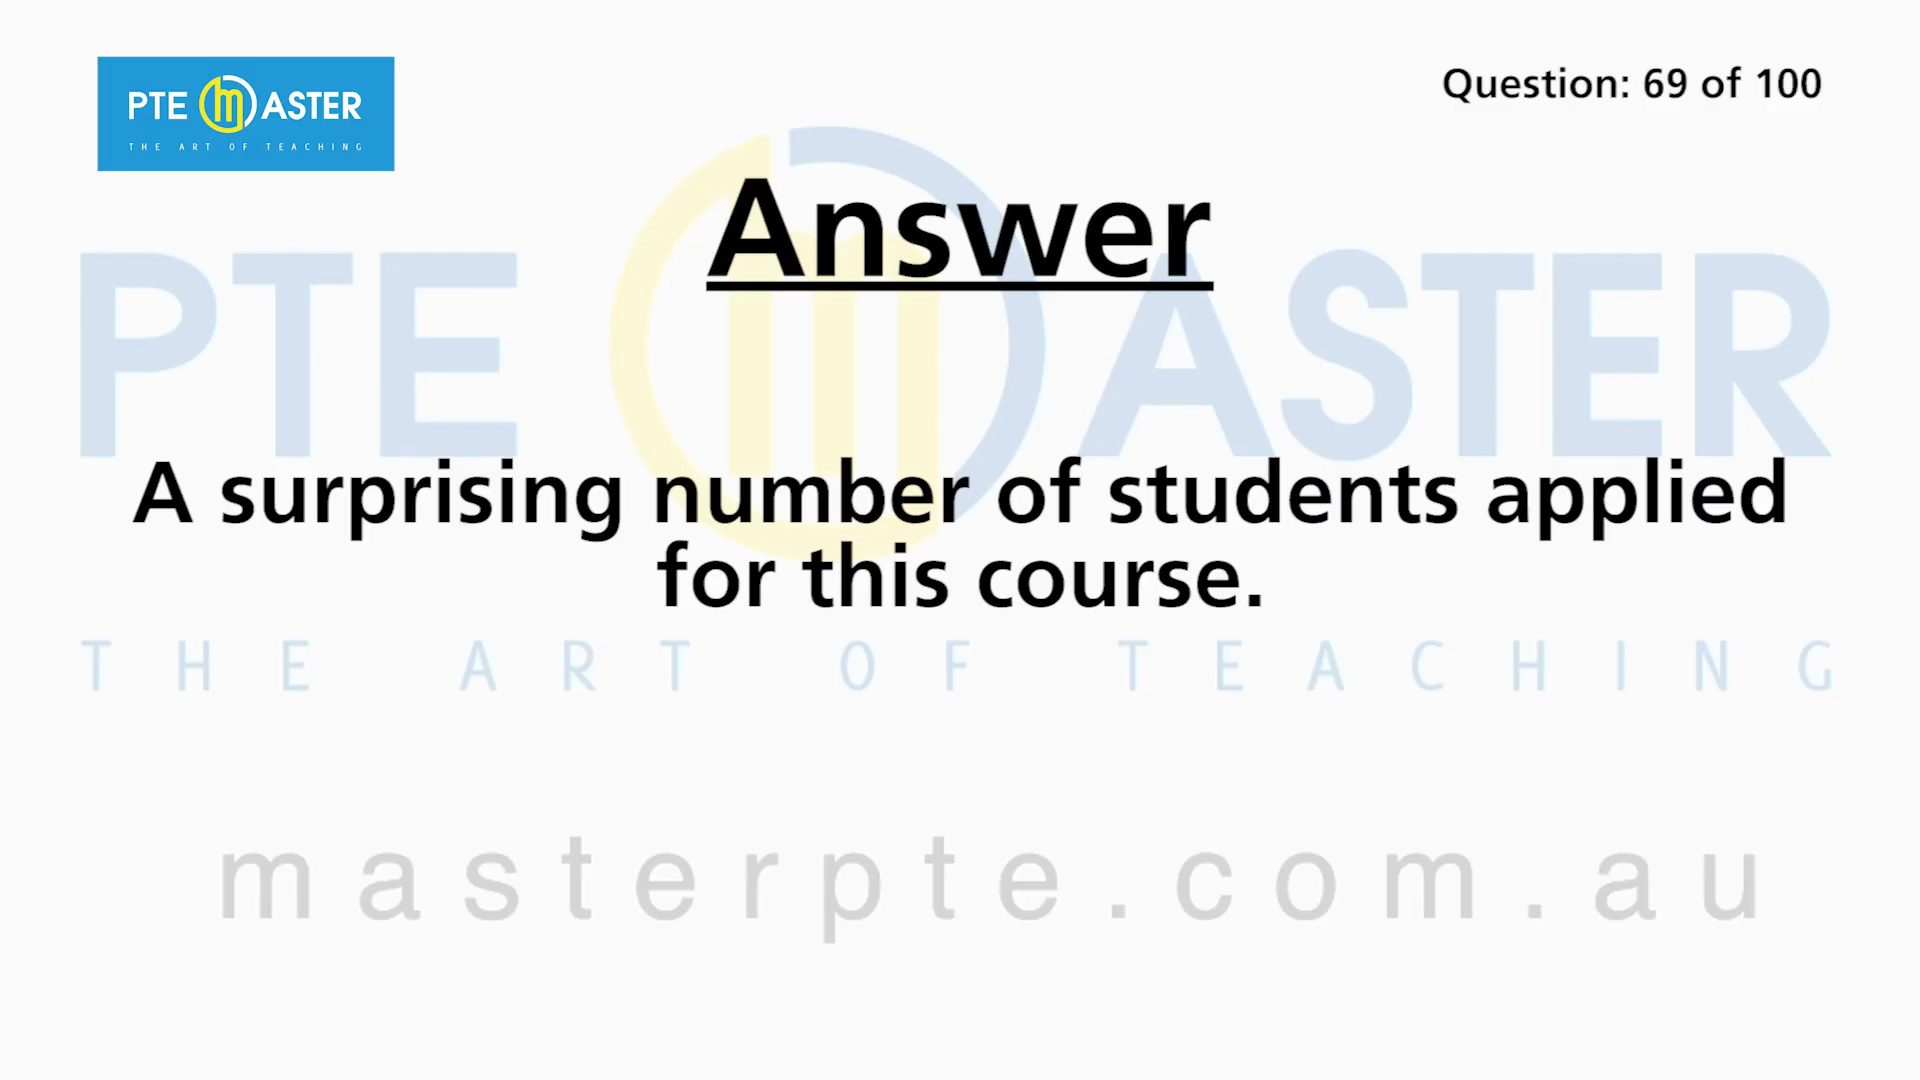 PTE MASTER
THE ART OF TEACHING
Question: 69 of 100
Answer
PTE MASTER
A surprising number of students applied
for this course.
THE ART OF TEACHING
masterpte.com.au